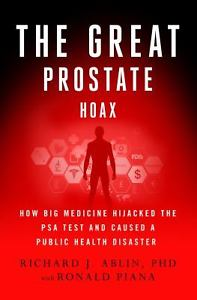 THE GREAT
PROSTATE
HOAX
HOW BIG MEDICINE HIJACKED THE
PSA TEST AND CAUSED A
PUBLIC HEALTH DISASTER
RICHARD J. ABLIN, PHD
WITH RONALD PIANA